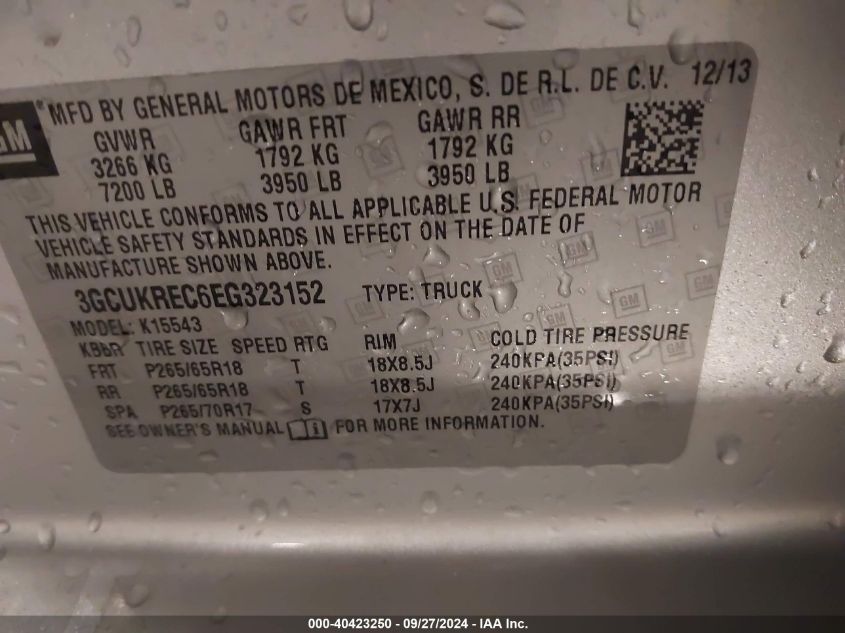 GM
MFD BY GENERAL MOTORS DE MEXICO, S. DE R.L. DE C.V. 12/13
GVWR GAWR FRT GAWR RR
3266 KG 1792 KG 1792 KG
7200 LB 3950 LB 3950 LB
THIS VEHICLE CONFORMS TO ALL APPLICABLE U.S. FEDERAL MOTOR
VEHICLE SAFETY STANDARDS IN EFFECT ON THE DATE OF
MANUFACTURE SHOWN ABOVE.
3GCUKREC6EG323152 TYPE: TRUCK
MODEL: K15543
TIRE SIZE SPEED RTG RIM COLD TIRE PRESSURE
FRT P265/65R18 T 18X8.5J 240KPA(35PSI)
RR P265/65R18 T 18X8.5J 240KPA(35PSI)
SPA P265/70R17 S 17X7J 240KPA(35PSI)
SEE OWNER'S MANUAL FOR MORE INFORMATION.
000-40423250 - 09/27/2024 - IAA Inc.